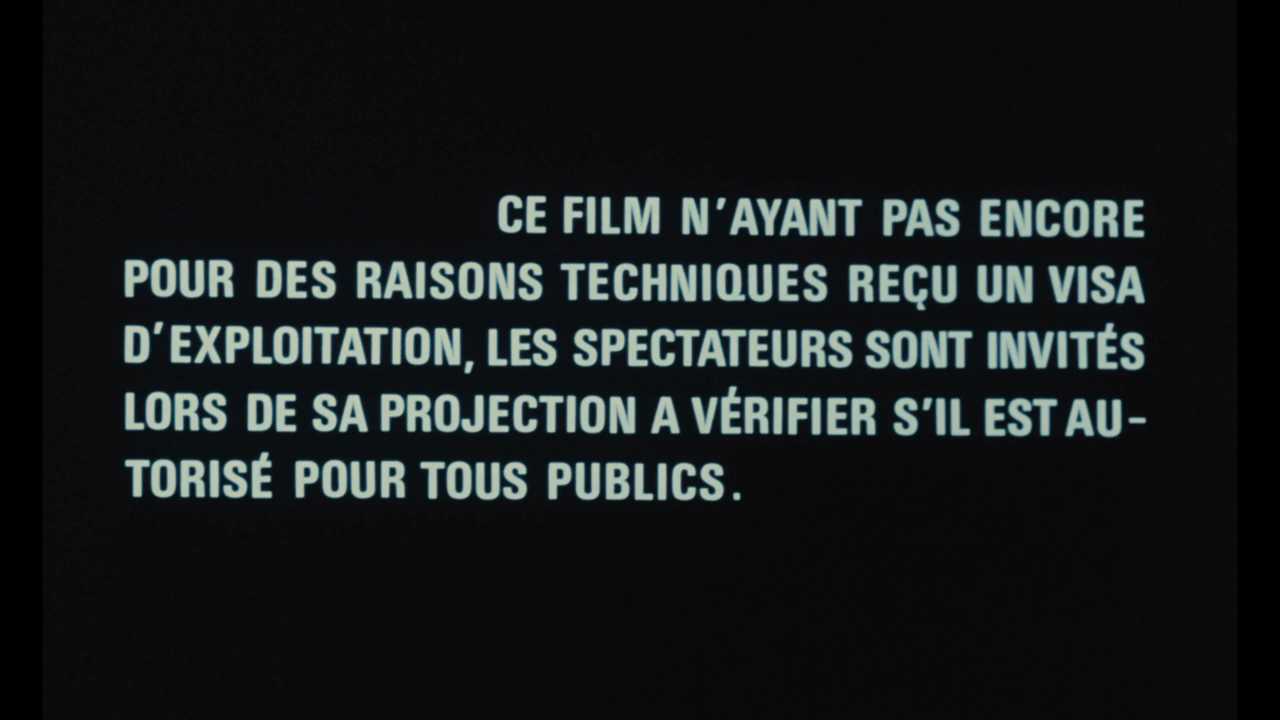 CE FILM N'AYANT PAS ENCORE
POUR DES RAISONS TECHNIQUES REÇU UN VISA
D'EXPLOITATION, LES SPECTATEURS SONT INVITÉS
LORS DE SA PROJECTION A VÉRIFIER S'IL EST AU-
TORISÉ POUR TOUS PUBLICS.